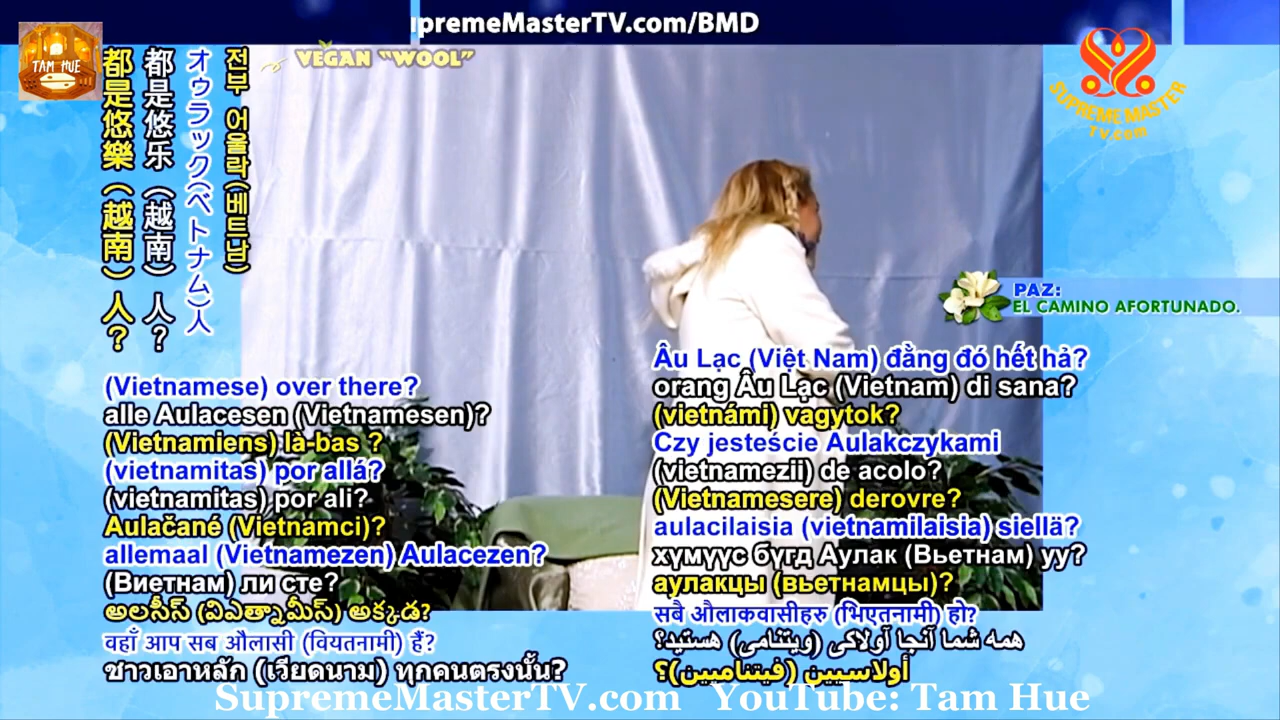 upremeMasterTV.com/BMD
TAM HUE
VEGAN "WOOL"
SUPREME MASTER
TV.com
都是悠樂（越南）人？
都是悠乐（越南）人？
オゥラック(ベトナム)人
전부 어울락(베트남)
PAZ:
EL CAMINO AFORTUNADO.
(Vietnamese) over there?
alle Aulacesen (Vietnamesen)?
(Vietnamiens) là-bas ?
(vietnamitas) por allá?
(vietnamitas) por ali?
Aulačané (Vietnamci)?
allemaal (Vietnamezen) Aulacezen?
(Виетнам) ли сте?
అలసీస్ (విఎత్నామీస్) అక్కడ?
वहाँ आप सब औलासी (वियतनामी) हैं?
ชาวเอาหลัก (เวียดนาม) ทุกคนตรงนั้น?
Âu Lạc (Việt Nam) đằng đó hết hả?
orang Âu Lạc (Vietnam) di sana?
(vietnámi) vagytok?
Czy jesteście Aulakczykami
(vietnamezii) de acolo?
(Vietnamesere) derovre?
aulacilaisia (vietnamilaisia) siellä?
хүмүүс бүгд Аулак (Вьетнам) уу?
аулакцы (вьетнамцы)?
सबै औलाकवासीहरु (भिएतनामी) हो?
همه شما آنجا آولاکی (ویتنامی) هستید؟
أولاسيين (فيتناميين)؟
SupremeMasterTV.com YouTube: Tam Hue